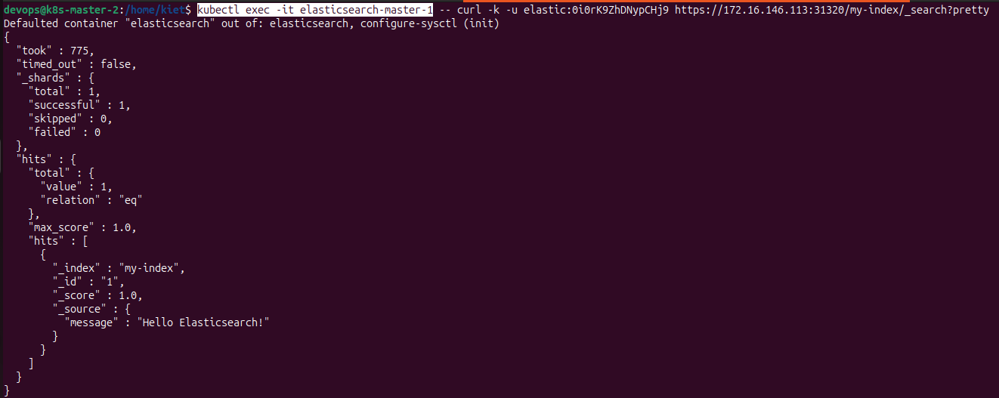 devops@k8s-master-2:/home/kiet$ kubectl exec -it elasticsearch-master-1 -- curl -k -u elastic:0i0rK9ZhDNypCHj9 https://172.16.146.113:31320/my-index/_search?pretty
Defaulted container "elasticsearch" out of: elasticsearch, configure-sysctl (init)
{
  "took" : 775,
  "timed_out" : false,
  "_shards" : {
    "total" : 1,
    "successful" : 1,
    "skipped" : 0,
    "failed" : 0
  },
  "hits" : {
    "total" : {
      "value" : 1,
      "relation" : "eq"
    },
    "max_score" : 1.0,
    "hits" : [
      {
        "_index" : "my-index",
        "_id" : "1",
        "_score" : 1.0,
        "_source" : {
          "message" : "Hello Elasticsearch!"
        }
      }
    ]
  }
}